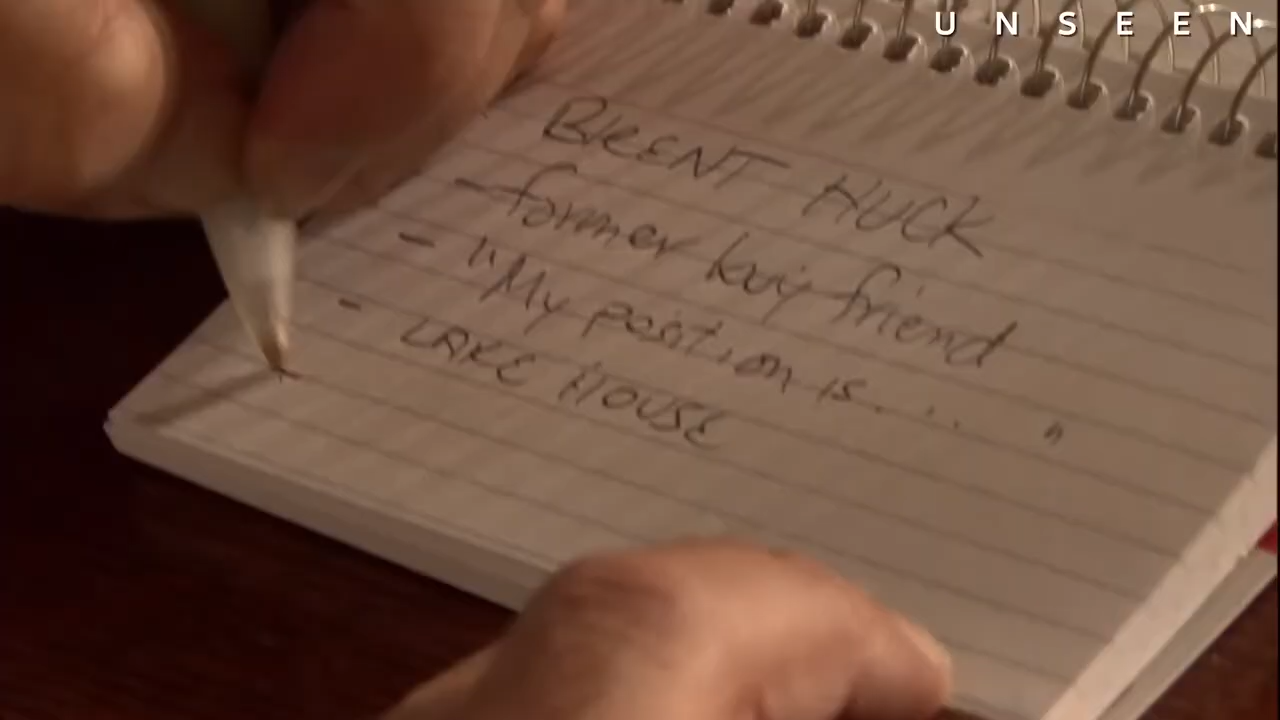 UNSEEN
BRENT HUCK
- former boyfriend
- "My position is.... "
- LAKE HOUSE